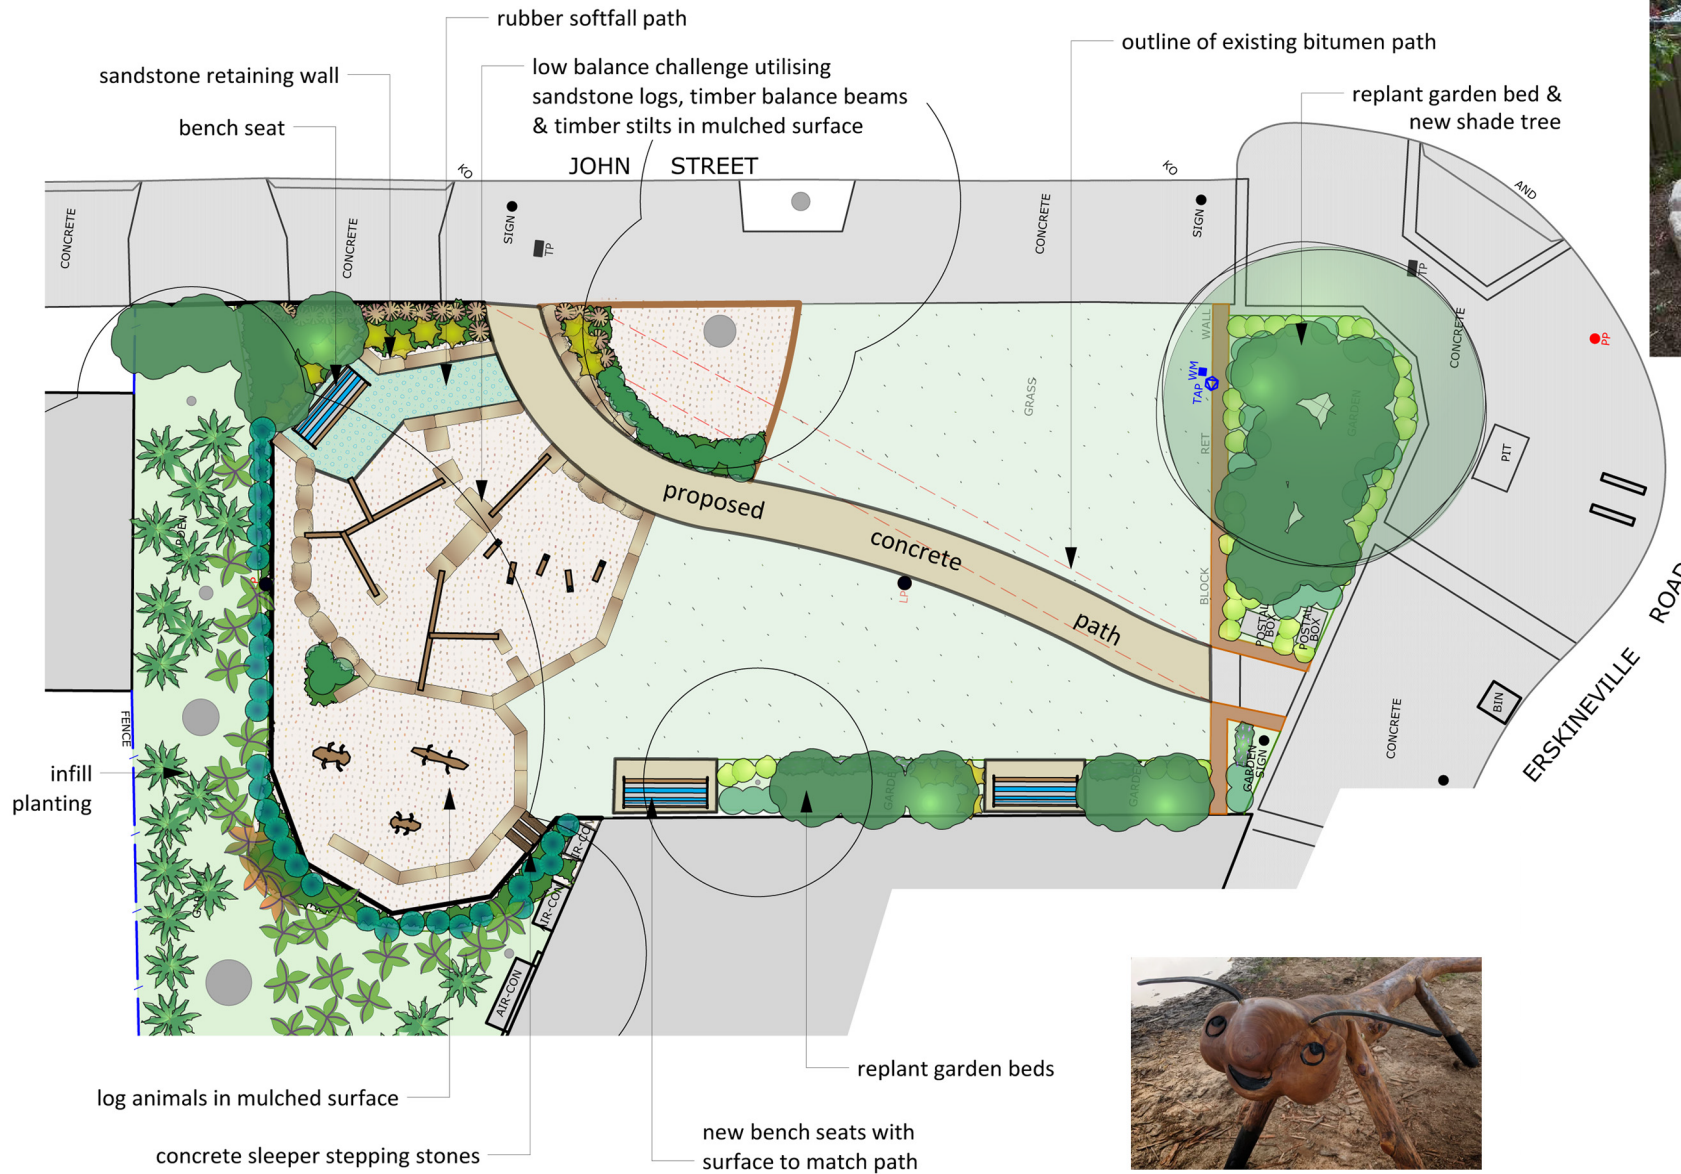 rubber softfall path
outline of existing bitumen path
sandstone retaining wall
low balance challenge utilising
sandstone logs, timber balance beams
& timber stilts in mulched surface
bench seat
replant garden bed &
new shade tree
JOHN STREET
KO
KO
AND
CONCRETE
CONCRETE
SIGN
TP
CONCRETE
SIGN
TP
CONCRETE
PP
WALL
GRASS
WM
TAP
GARDEN
RET
PIT
proposed
concrete
path
LP
BLOCK
POSTAL
BOX
POSTAL
BOX
ERSKINEVILLE ROAD
BIN
CONCRETE
FENCE
GARDEN
SIGN
GARDEN
infill
planting
AIR-CON
AIR-CON
log animals in mulched surface
replant garden beds
concrete sleeper stepping stones
new bench seats with
surface to match path